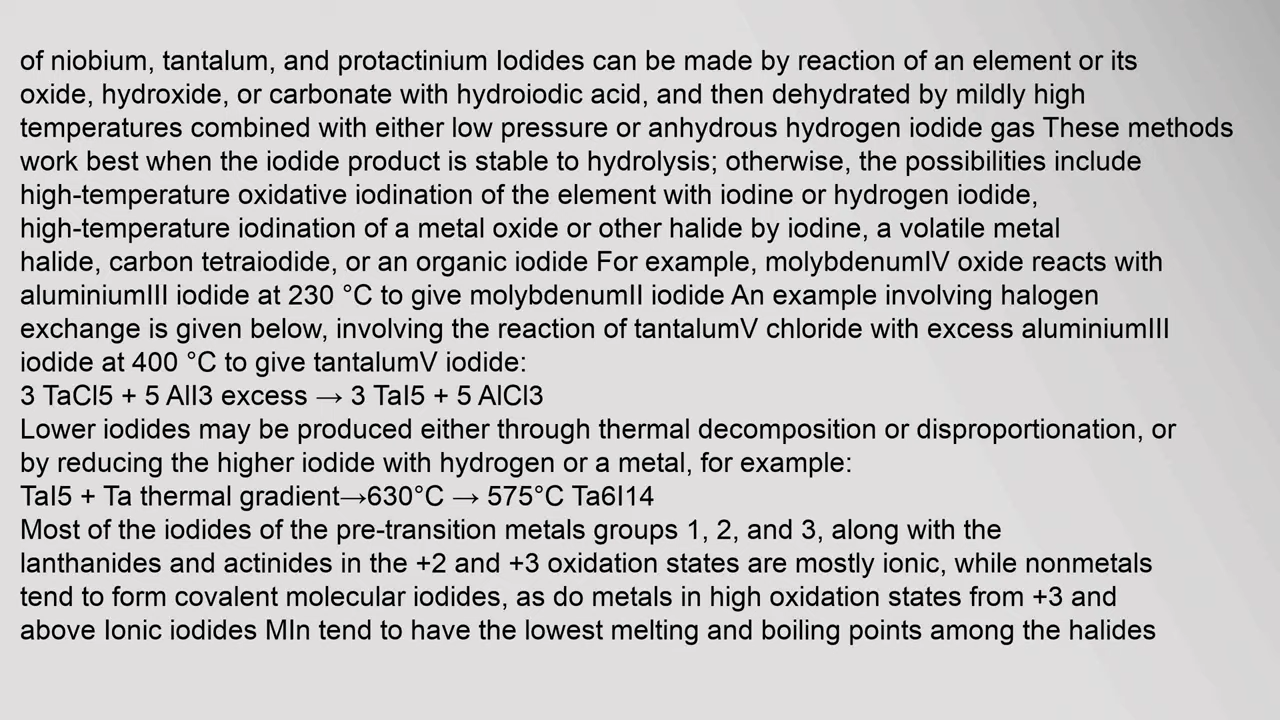 of niobium, tantalum, and protactinium Iodides can be made by reaction of an element or its
oxide, hydroxide, or carbonate with hydroiodic acid, and then dehydrated by mildly high
temperatures combined with either low pressure or anhydrous hydrogen iodide gas These methods
work best when the iodide product is stable to hydrolysis; otherwise, the possibilities include
high-temperature oxidative iodination of the element with iodine or hydrogen iodide,
high-temperature iodination of a metal oxide or other halide by iodine, a volatile metal
halide, carbon tetraiodide, or an organic iodide For example, molybdenumIV oxide reacts with
aluminiumIII iodide at 230 °C to give molybdenumII iodide An example involving halogen
exchange is given below, involving the reaction of tantalumV chloride with excess aluminiumIII
iodide at 400 °C to give tantalumV iodide:
3 TaCl5 + 5 AlI3 excess → 3 TaI5 + 5 AlCl3
Lower iodides may be produced either through thermal decomposition or disproportionation, or
by reducing the higher iodide with hydrogen or a metal, for example:
TaI5 + Ta thermal gradient→630°C → 575°C Ta6I14
Most of the iodides of the pre-transition metals groups 1, 2, and 3, along with the
lanthanides and actinides in the +2 and +3 oxidation states are mostly ionic, while nonmetals
tend to form covalent molecular iodides, as do metals in high oxidation states from +3 and
above Ionic iodides MIn tend to have the lowest melting and boiling points among the halides